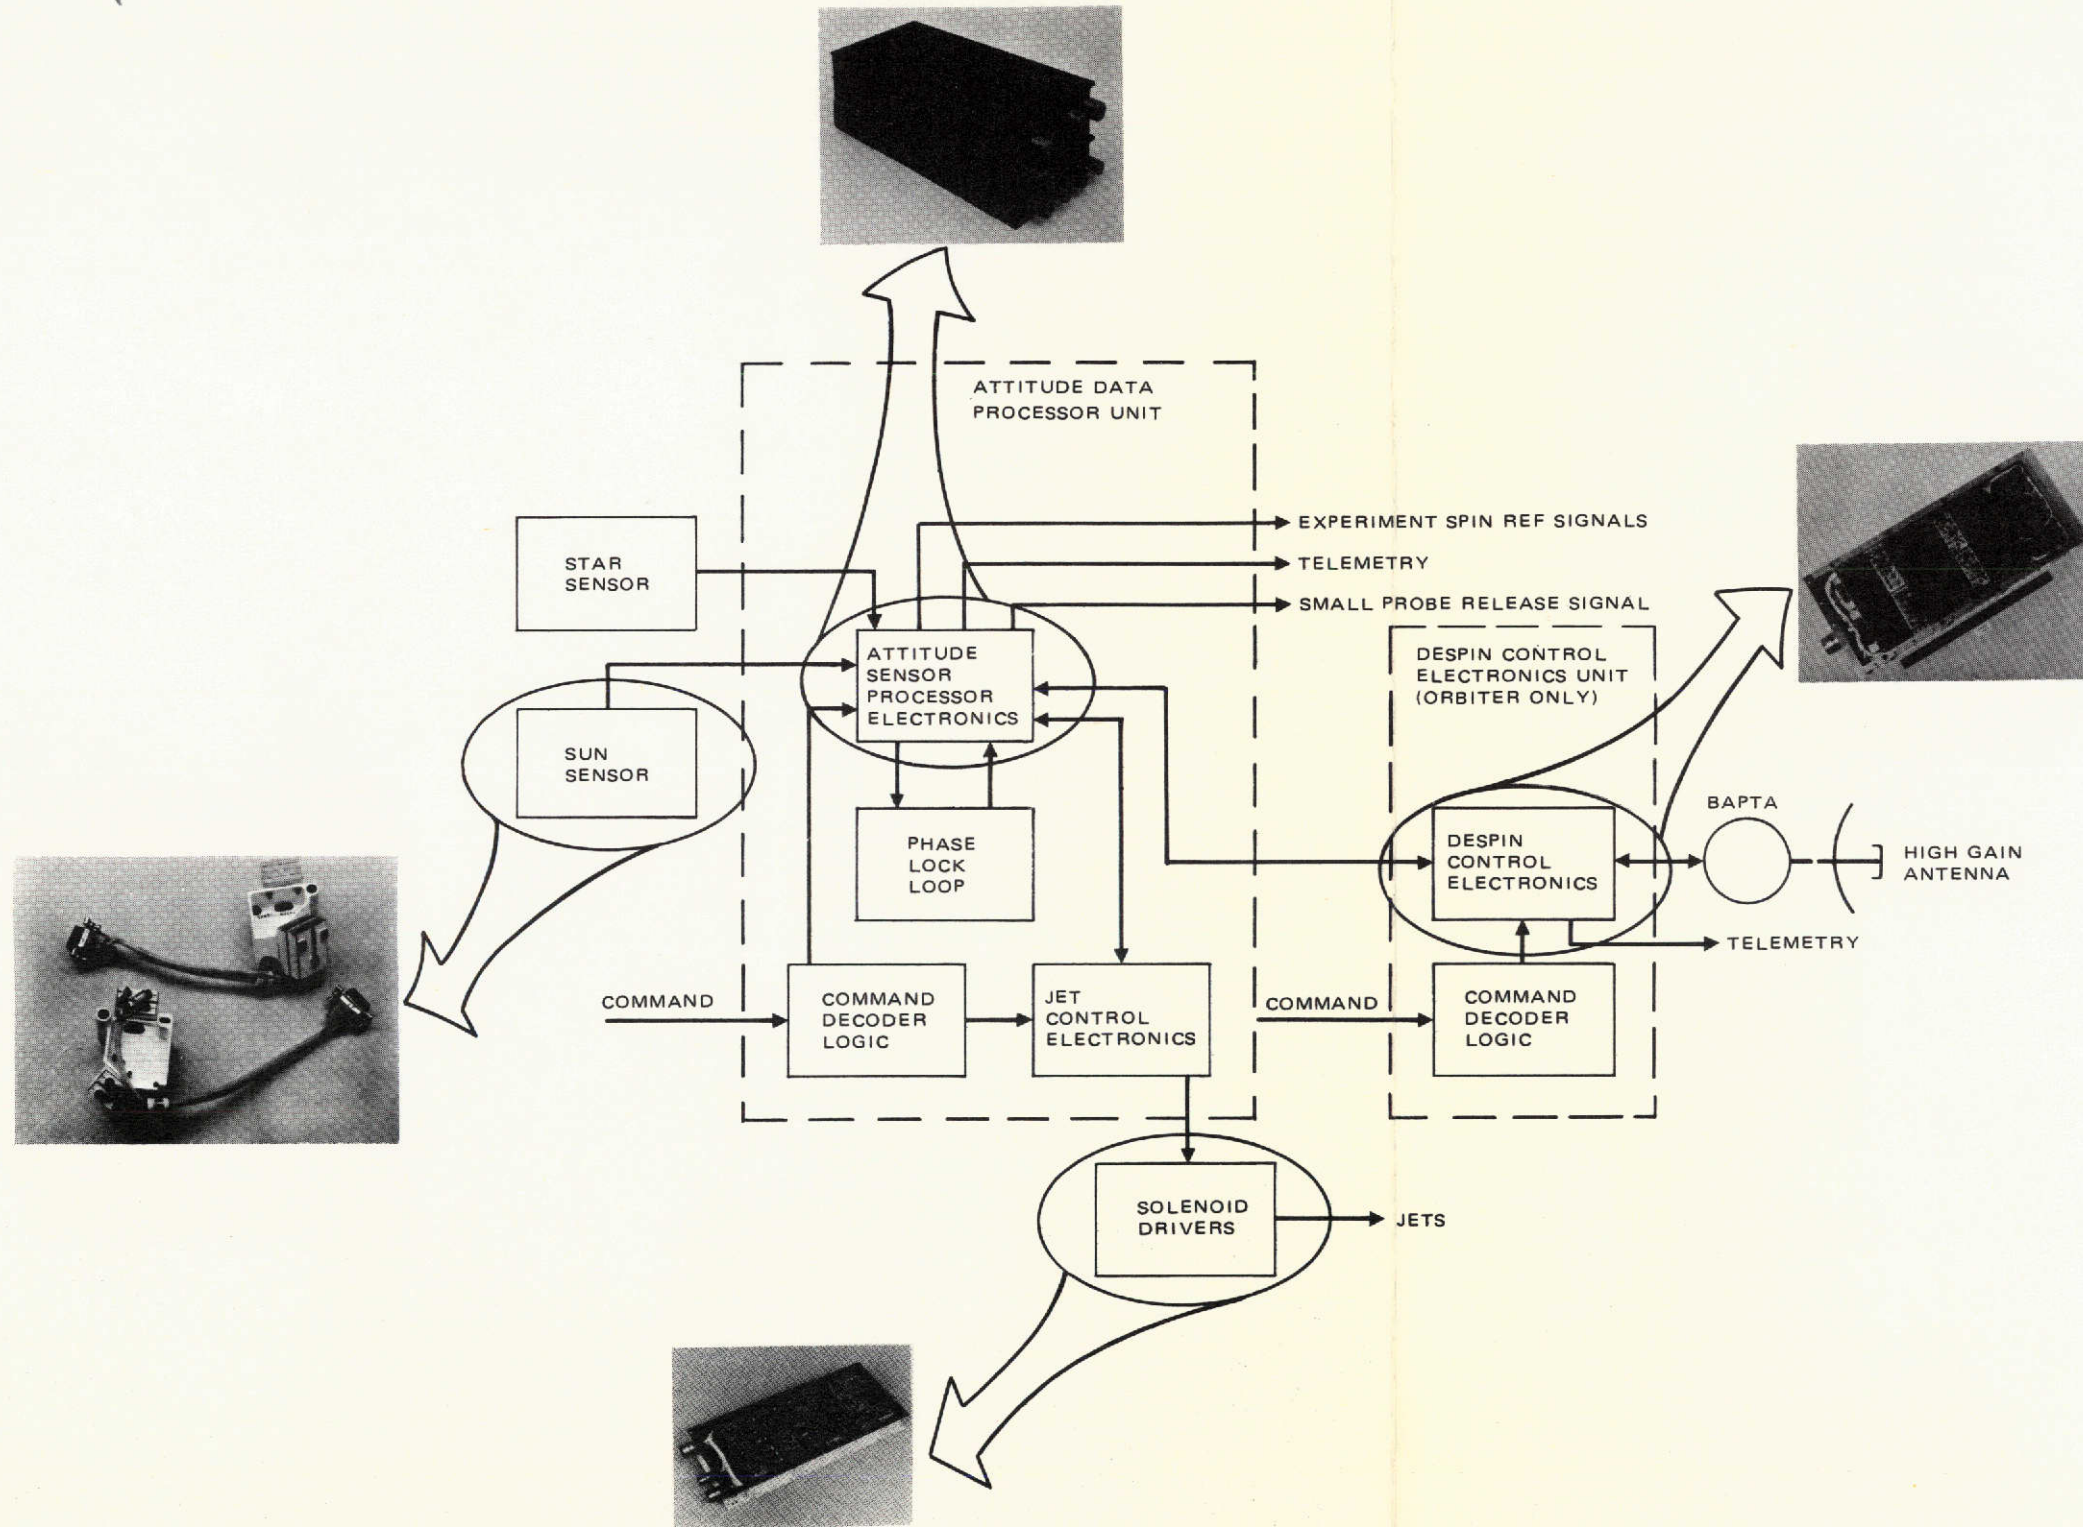 ATTITUDE DATA
PROCESSOR UNIT
EXPERIMENT SPIN REF SIGNALS
STAR
SENSOR
TELEMETRY
SMALL PROBE RELEASE SIGNAL
ATTITUDE
SENSOR
PROCESSOR
ELECTRONICS
DESPIN CONTROL
ELECTRONICS UNIT
(ORBITER ONLY)
SUN
SENSOR
PHASE
LOCK
LOOP
DESPIN
CONTROL
ELECTRONICS
BAPTA
HIGH GAIN
ANTENNA
TELEMETRY
COMMAND
COMMAND
DECODER
LOGIC
JET
CONTROL
ELECTRONICS
COMMAND
COMMAND
DECODER
LOGIC
SOLENOID
DRIVERS
JETS